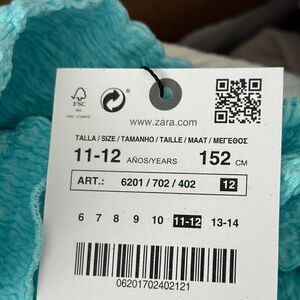 FSC
www.zara.com
TALLA / SIZE / TAMANHO / TAILLE / MAAT / ΜΕΓΕΘΟΣ
11-12 AÑOS/YEARS 152 CM
ART.: 6201 / 702 / 402 12
6 7 8 9 10 11-12 13-14
06201702402121